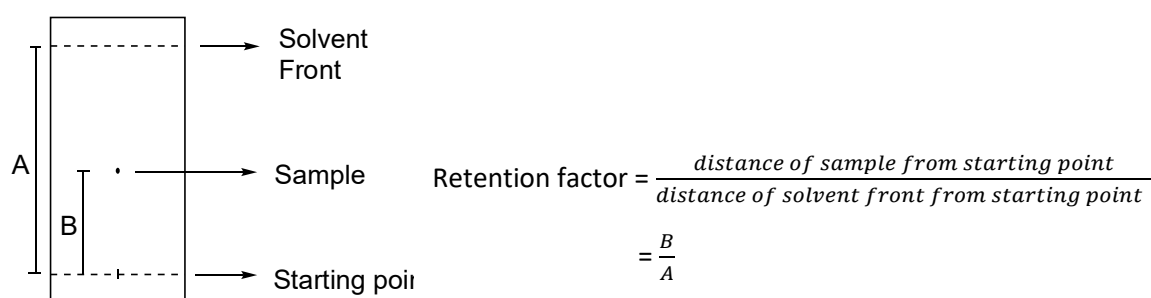 Solvent
Front
A
Sample
B
Starting poin
Retention factor = distance of sample from starting point / distance of solvent front from starting point
= B / A